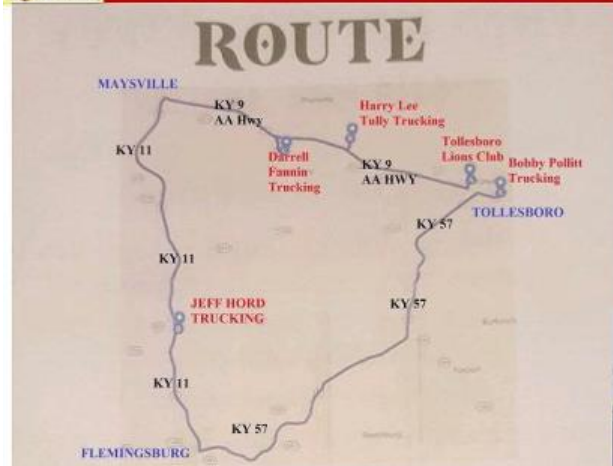 ROUTE
MAYSVILLE
KY 9
AA Hwy
Harry Lee
Tully Trucking
KY 11
Darrell
Fannin
Trucking
Tollesboro
Lions Club
Bobby Pollitt
Trucking
KY 9
AA HWY
TOLLESBORO
KY 57
KY 11
KY 57
JEFF HORD
TRUCKING
KY 11
KY 57
FLEMINGSBURG